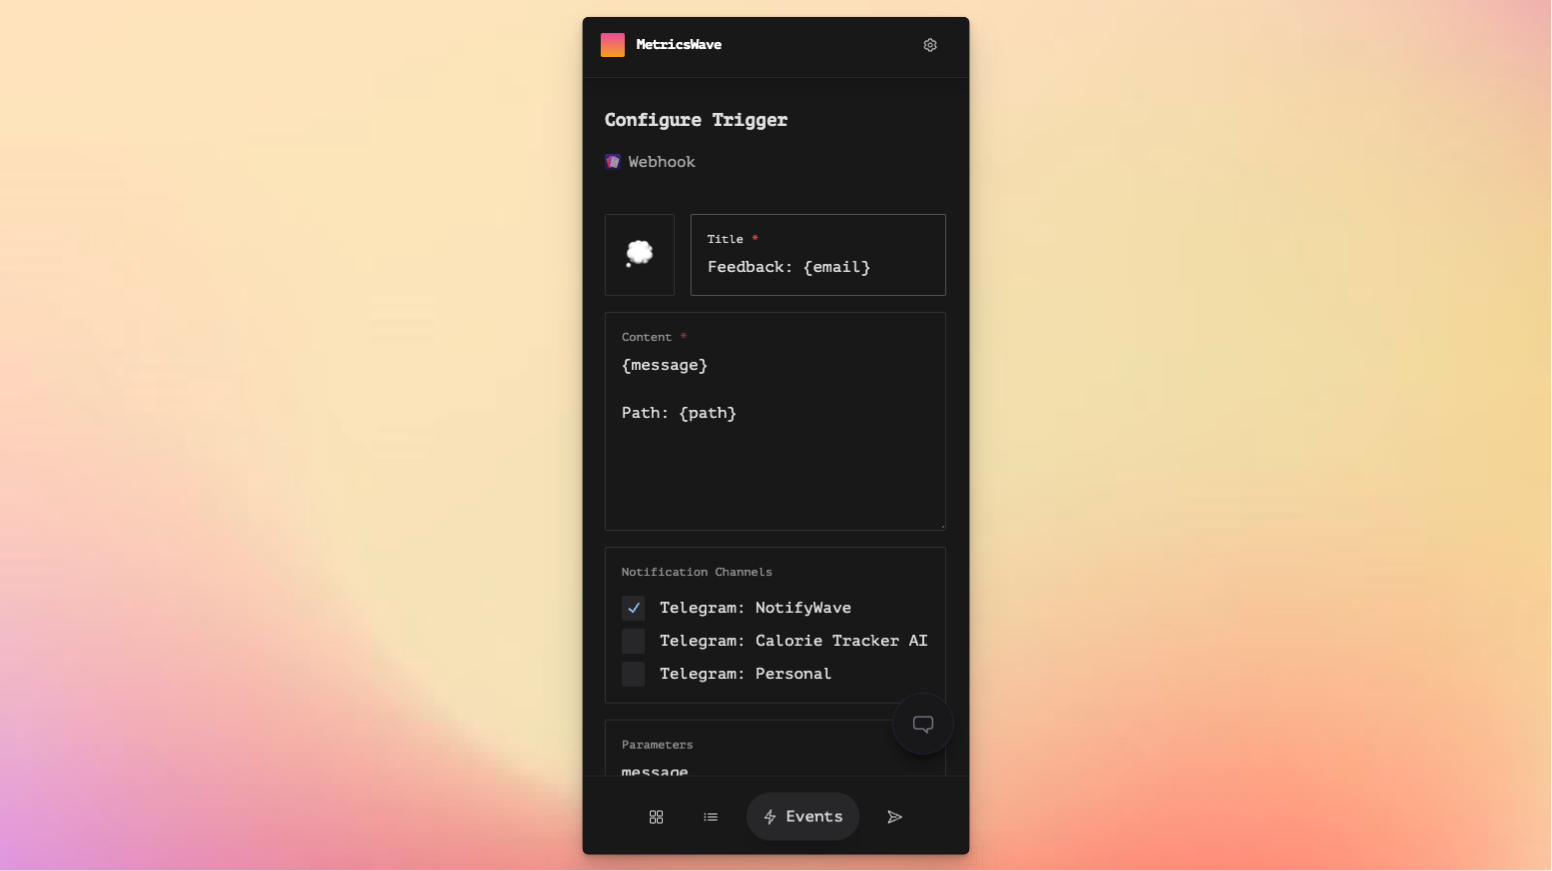 MetricsWave
Configure Trigger
Webhook
Title *
Feedback: {email}
Content *
{message}
Path: {path}
Notification Channels
Telegram: NotifyWave
Telegram: Calorie Tracker AI
Telegram: Personal
Parameters
message
Events